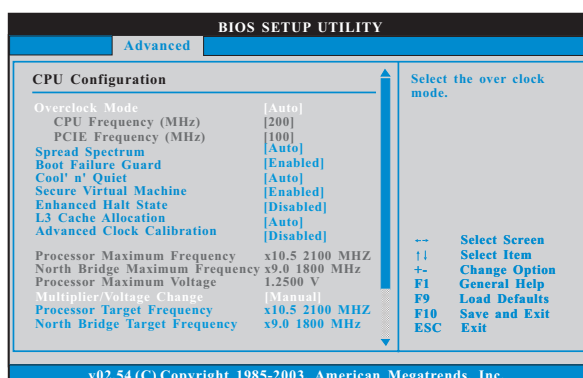 BIOS SETUP UTILITY
Advanced
CPU Configuration
Overclock Mode [Auto]
CPU Frequency (MHz) [200]
PCIE Frequency (MHz) [100]
Spread Spectrum [Auto]
Boot Failure Guard [Enabled]
Cool' n' Quiet [Auto]
Secure Virtual Machine [Enabled]
Enhanced Halt State [Disabled]
L3 Cache Allocation [Auto]
Advanced Clock Calibration [Disabled]
Processor Maximum Frequency x10.5 2100 MHZ
North Bridge Maximum Frequency x9.0 1800 MHz
Processor Maximum Voltage 1.2500 V
Multiplier/Voltage Change [Manual]
Processor Target Frequency x10.5 2100 MHZ
North Bridge Target Frequency x9.0 1800 MHz
Select the over clock
mode.
←→ Select Screen
↑↓ Select Item
+- Change Option
F1 General Help
F9 Load Defaults
F10 Save and Exit
ESC Exit
v02.54 (C) Copyright 1985-2003, American Megatrends, Inc.